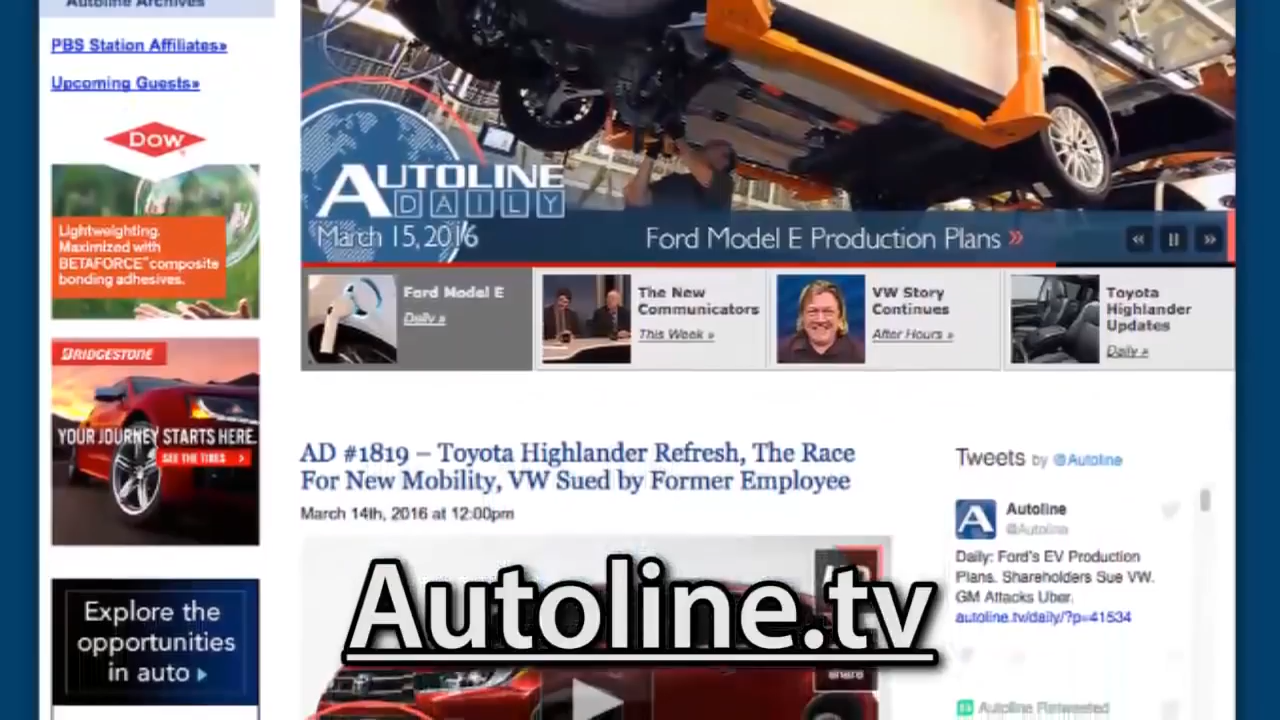 Autoline Archives
PBS Station Affiliates»
Upcoming Guests»
Dow
Lightweighting.
Maximized with
BETAFORCE™ composite
bonding adhesives.
BRIDGESTONE
YOUR JOURNEY STARTS HERE.
SEE THE TIRES >
Explore the
opportunities
in auto
AUTOLINE
DAILY
March 15, 2016
Ford Model E Production Plans »
Ford Model E
Daily »
The New
Communicators
This Week »
VW Story
Continues
After Hours »
Toyota
Highlander
Updates
Daily »
AD #1819 – Toyota Highlander Refresh, The Race
For New Mobility, VW Sued by Former Employee
March 14th, 2016 at 12:00pm
share
Autoline.tv
Tweets by @Autoline
Autoline
@Autoline
Daily: Ford's EV Production
Plans. Shareholders Sue VW.
GM Attacks Uber.
autoline.tv/daily/?p=41534
Autoline Retweeted